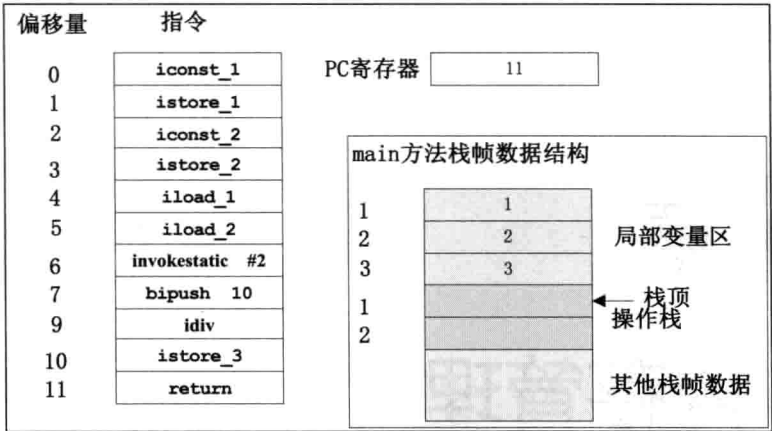 偏移量 指令
0 iconst_1 PC寄存器 11
1 istore_1
2 iconst_2
3 istore_2 main方法栈帧数据结构
4 iload_1 1 1
5 iload_2 2 2 局部变量区
6 invokestatic #2 3 3
7 bipush 10 1 栈顶
9 idiv 2 操作栈
10 istore_3
11 return 其他栈帧数据